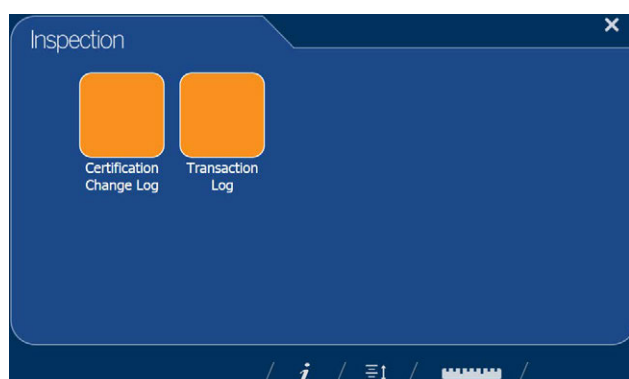 Inspection
Certification
Change Log
Transaction
Log
i